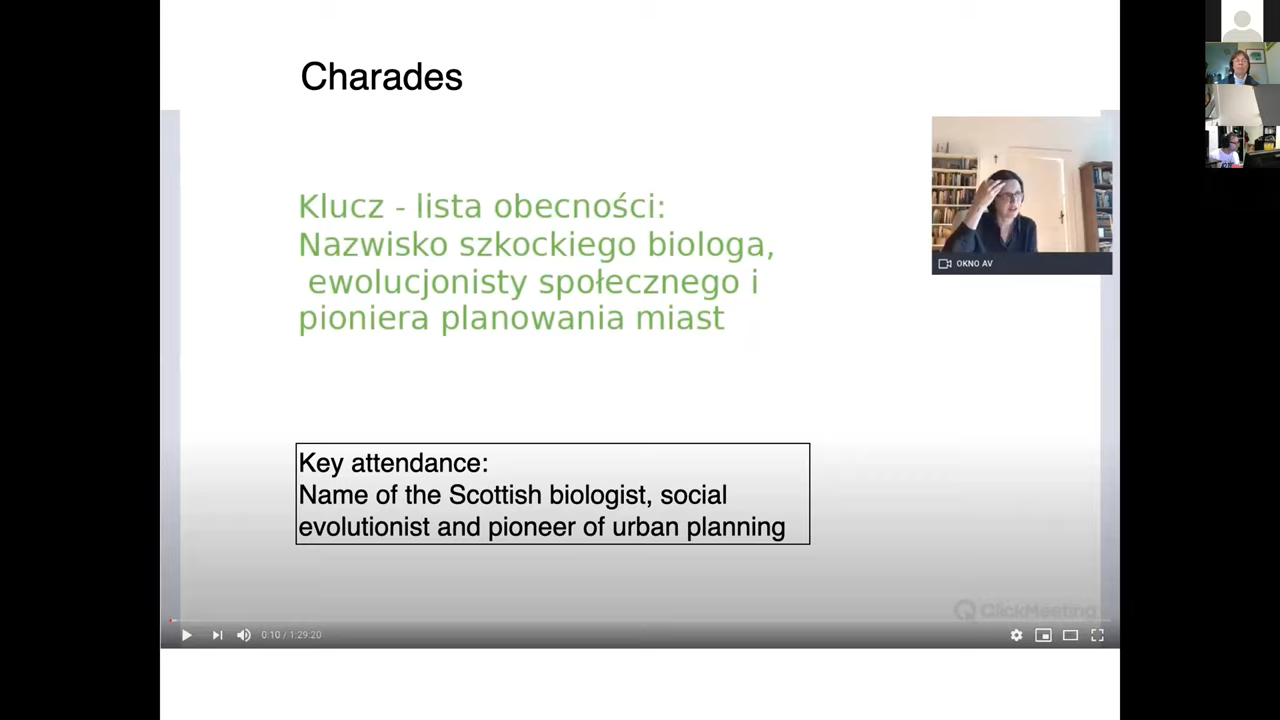 Charades
Klucz - lista obecności:
Nazwisko szkockiego biologa,
ewolucjonisty społecznego i
pioniera planowania miast
OKNO AV
Key attendance:
Name of the Scottish biologist, social
evolutionist and pioneer of urban planning
ClickMeeting
0:10 / 1:29:20